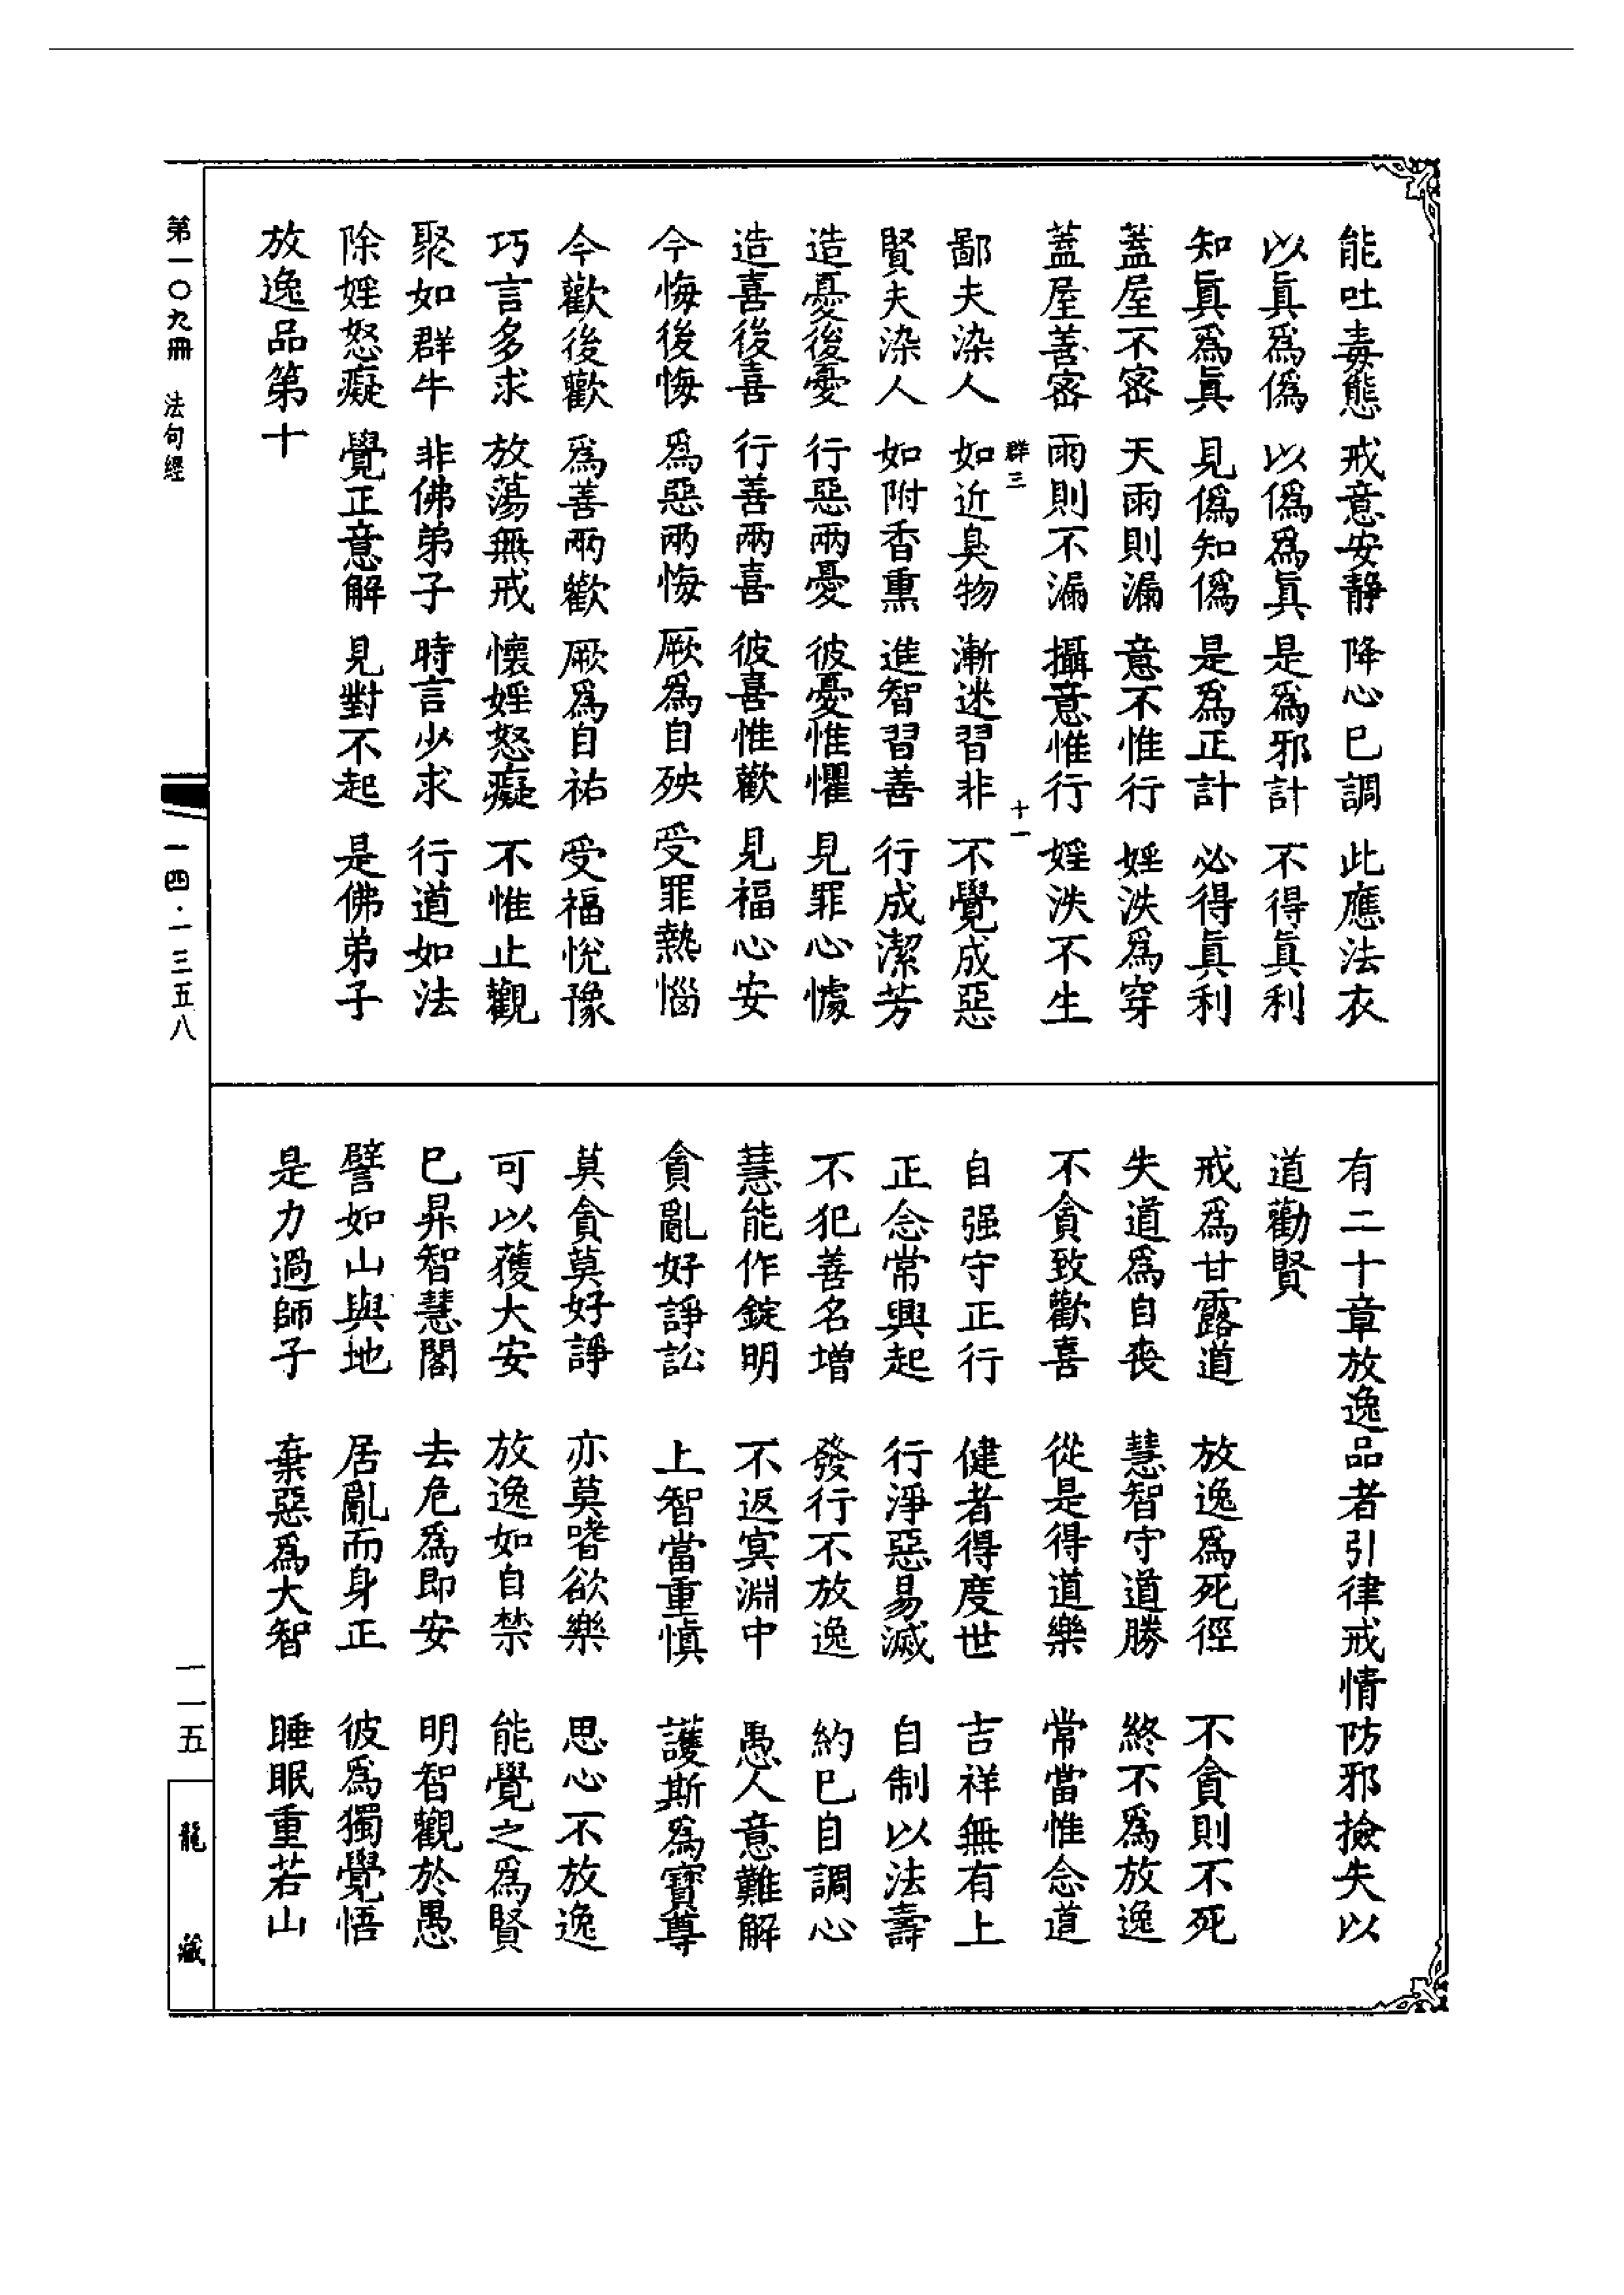 能吐毒態　戒意安靜　降心已調　此應法衣
以眞爲僞　以僞爲眞　是爲邪計　不得眞利
知眞爲眞　見僞知僞　是爲正計　必得眞利
蓋屋不密　天雨則漏　意不惟行　婬泆爲穿
蓋屋善密　雨則不漏　攝意惟行　婬泆不生
群三　十一
鄙夫染人　如近臭物　漸迷習非　不覺成惡
賢夫染人　如附香熏　進智習善　行成潔芳
造憂後憂　行惡兩憂　彼憂惟懼　見罪心懅
造喜後喜　行善兩喜　彼喜惟歡　見福心安
今悔後悔　爲惡兩悔　厥爲自殃　受罪熱惱
今歡後歡　爲善兩歡　厥爲自祐　受福悅豫
巧言多求　放蕩無戒　懷婬怒癡　不惟止觀
聚如群牛　非佛弟子　時言少求　行道如法
除婬怒癡　覺正意解　見對不起　是佛弟子
放逸品第十
有二十章放逸品者引律戒情防邪撿失以
道勸賢
戒爲甘露道　放逸爲死徑　不貪則不死
失道爲自喪　慧智守道勝　終不爲放逸
不貪致歡喜　從是得道樂　常當惟念道
自强守正行　健者得度世　吉祥無有上
正念常興起　行淨惡易滅　自制以法壽
不犯善名增　發行不放逸　約已自調心
慧能作錠明　不返冥淵中　愚人意難解
貪亂好諍訟　上智當重愼　護斯爲寶尊
莫貪莫好諍　亦莫嗜欲樂　思心不放逸
可以獲大安　放逸如自禁　能覺之爲賢
已昇智慧閣　去危爲即安　明智觀於愚
譬如山與地　居亂而身正　彼爲獨覺悟
是力過師子　棄惡爲大智　睡眠重若山
第一〇九冊　法句經
一四·一三五八
一一五
龍藏